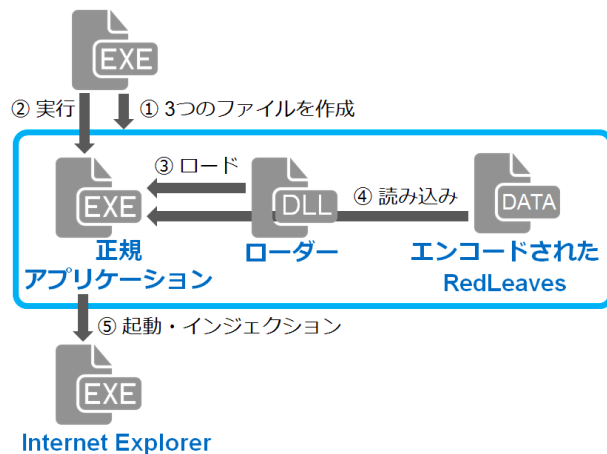 EXE
② 実行
① 3つのファイルを作成
③ ロード
④ 読み込み
EXE
DLL
DATA
正規
アプリケーション
ローダー
エンコードされた
RedLeaves
⑤ 起動・インジェクション
EXE
Internet Explorer